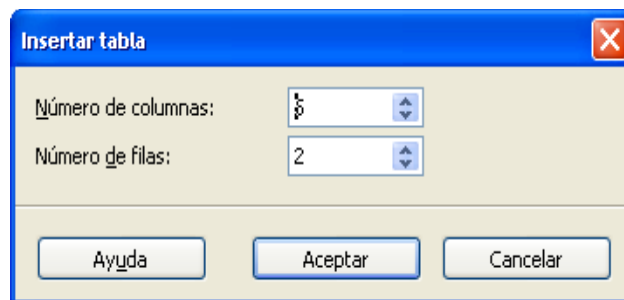 Insertar tabla
Número de columnas: 5
Número de filas: 2
Ayuda Aceptar Cancelar